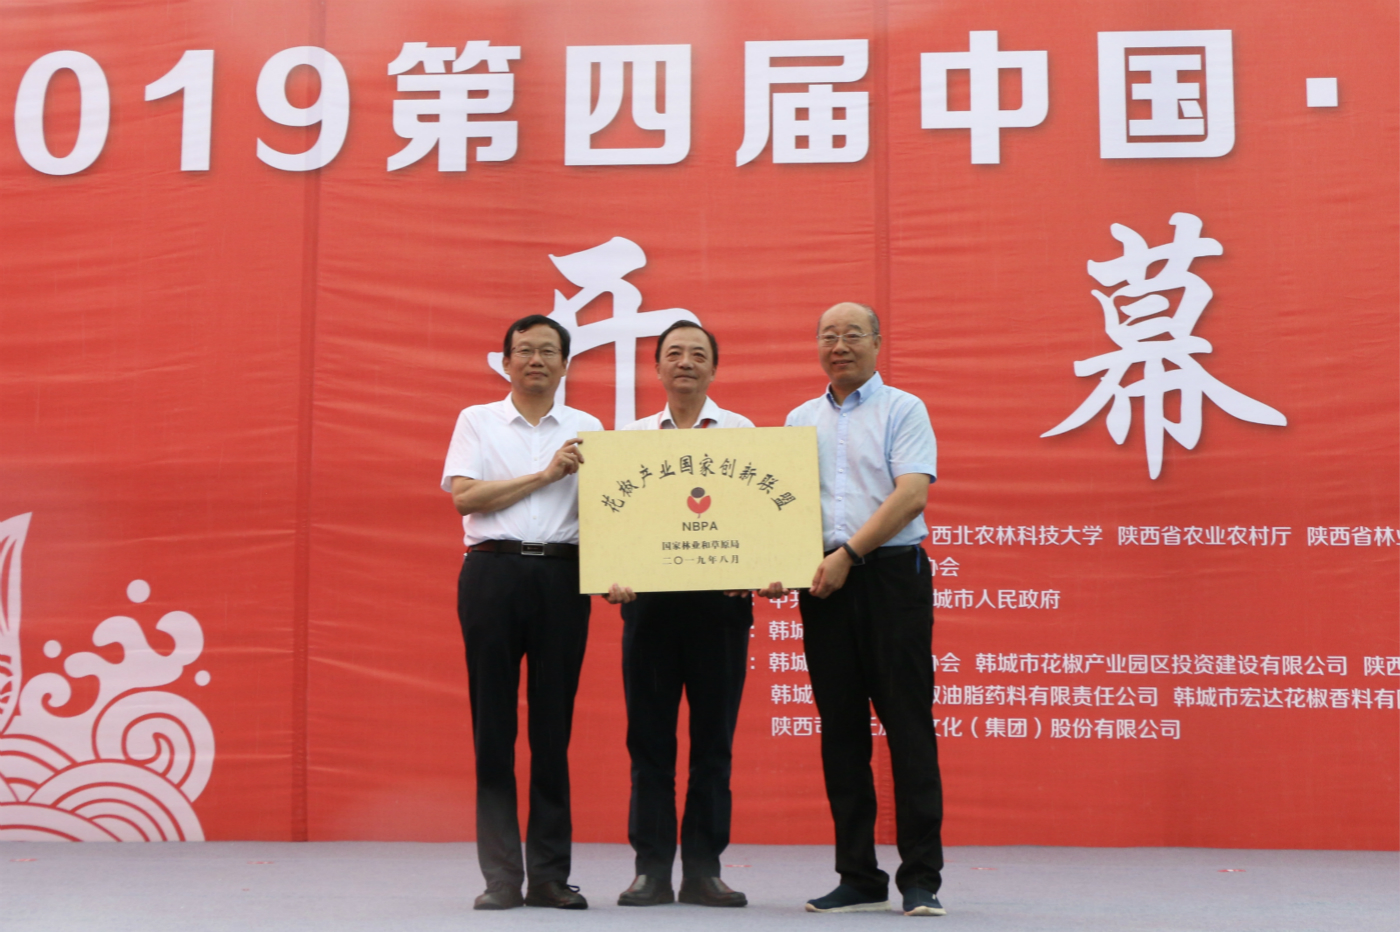 019第四届中国·
开 幕
花椒产业国家创新联盟
NBPA
国家林业和草原局
二〇一九年八月
西北农林科技大学 陕西省农业农村厅 陕西省林
协会
中共 城市人民政府
: 韩城
: 韩城 协会 韩城市花椒产业园区投资建设有限公司 陕西
韩城 椒油脂药料有限责任公司 韩城市宏达花椒香料有
陕西 文化（集团）股份有限公司